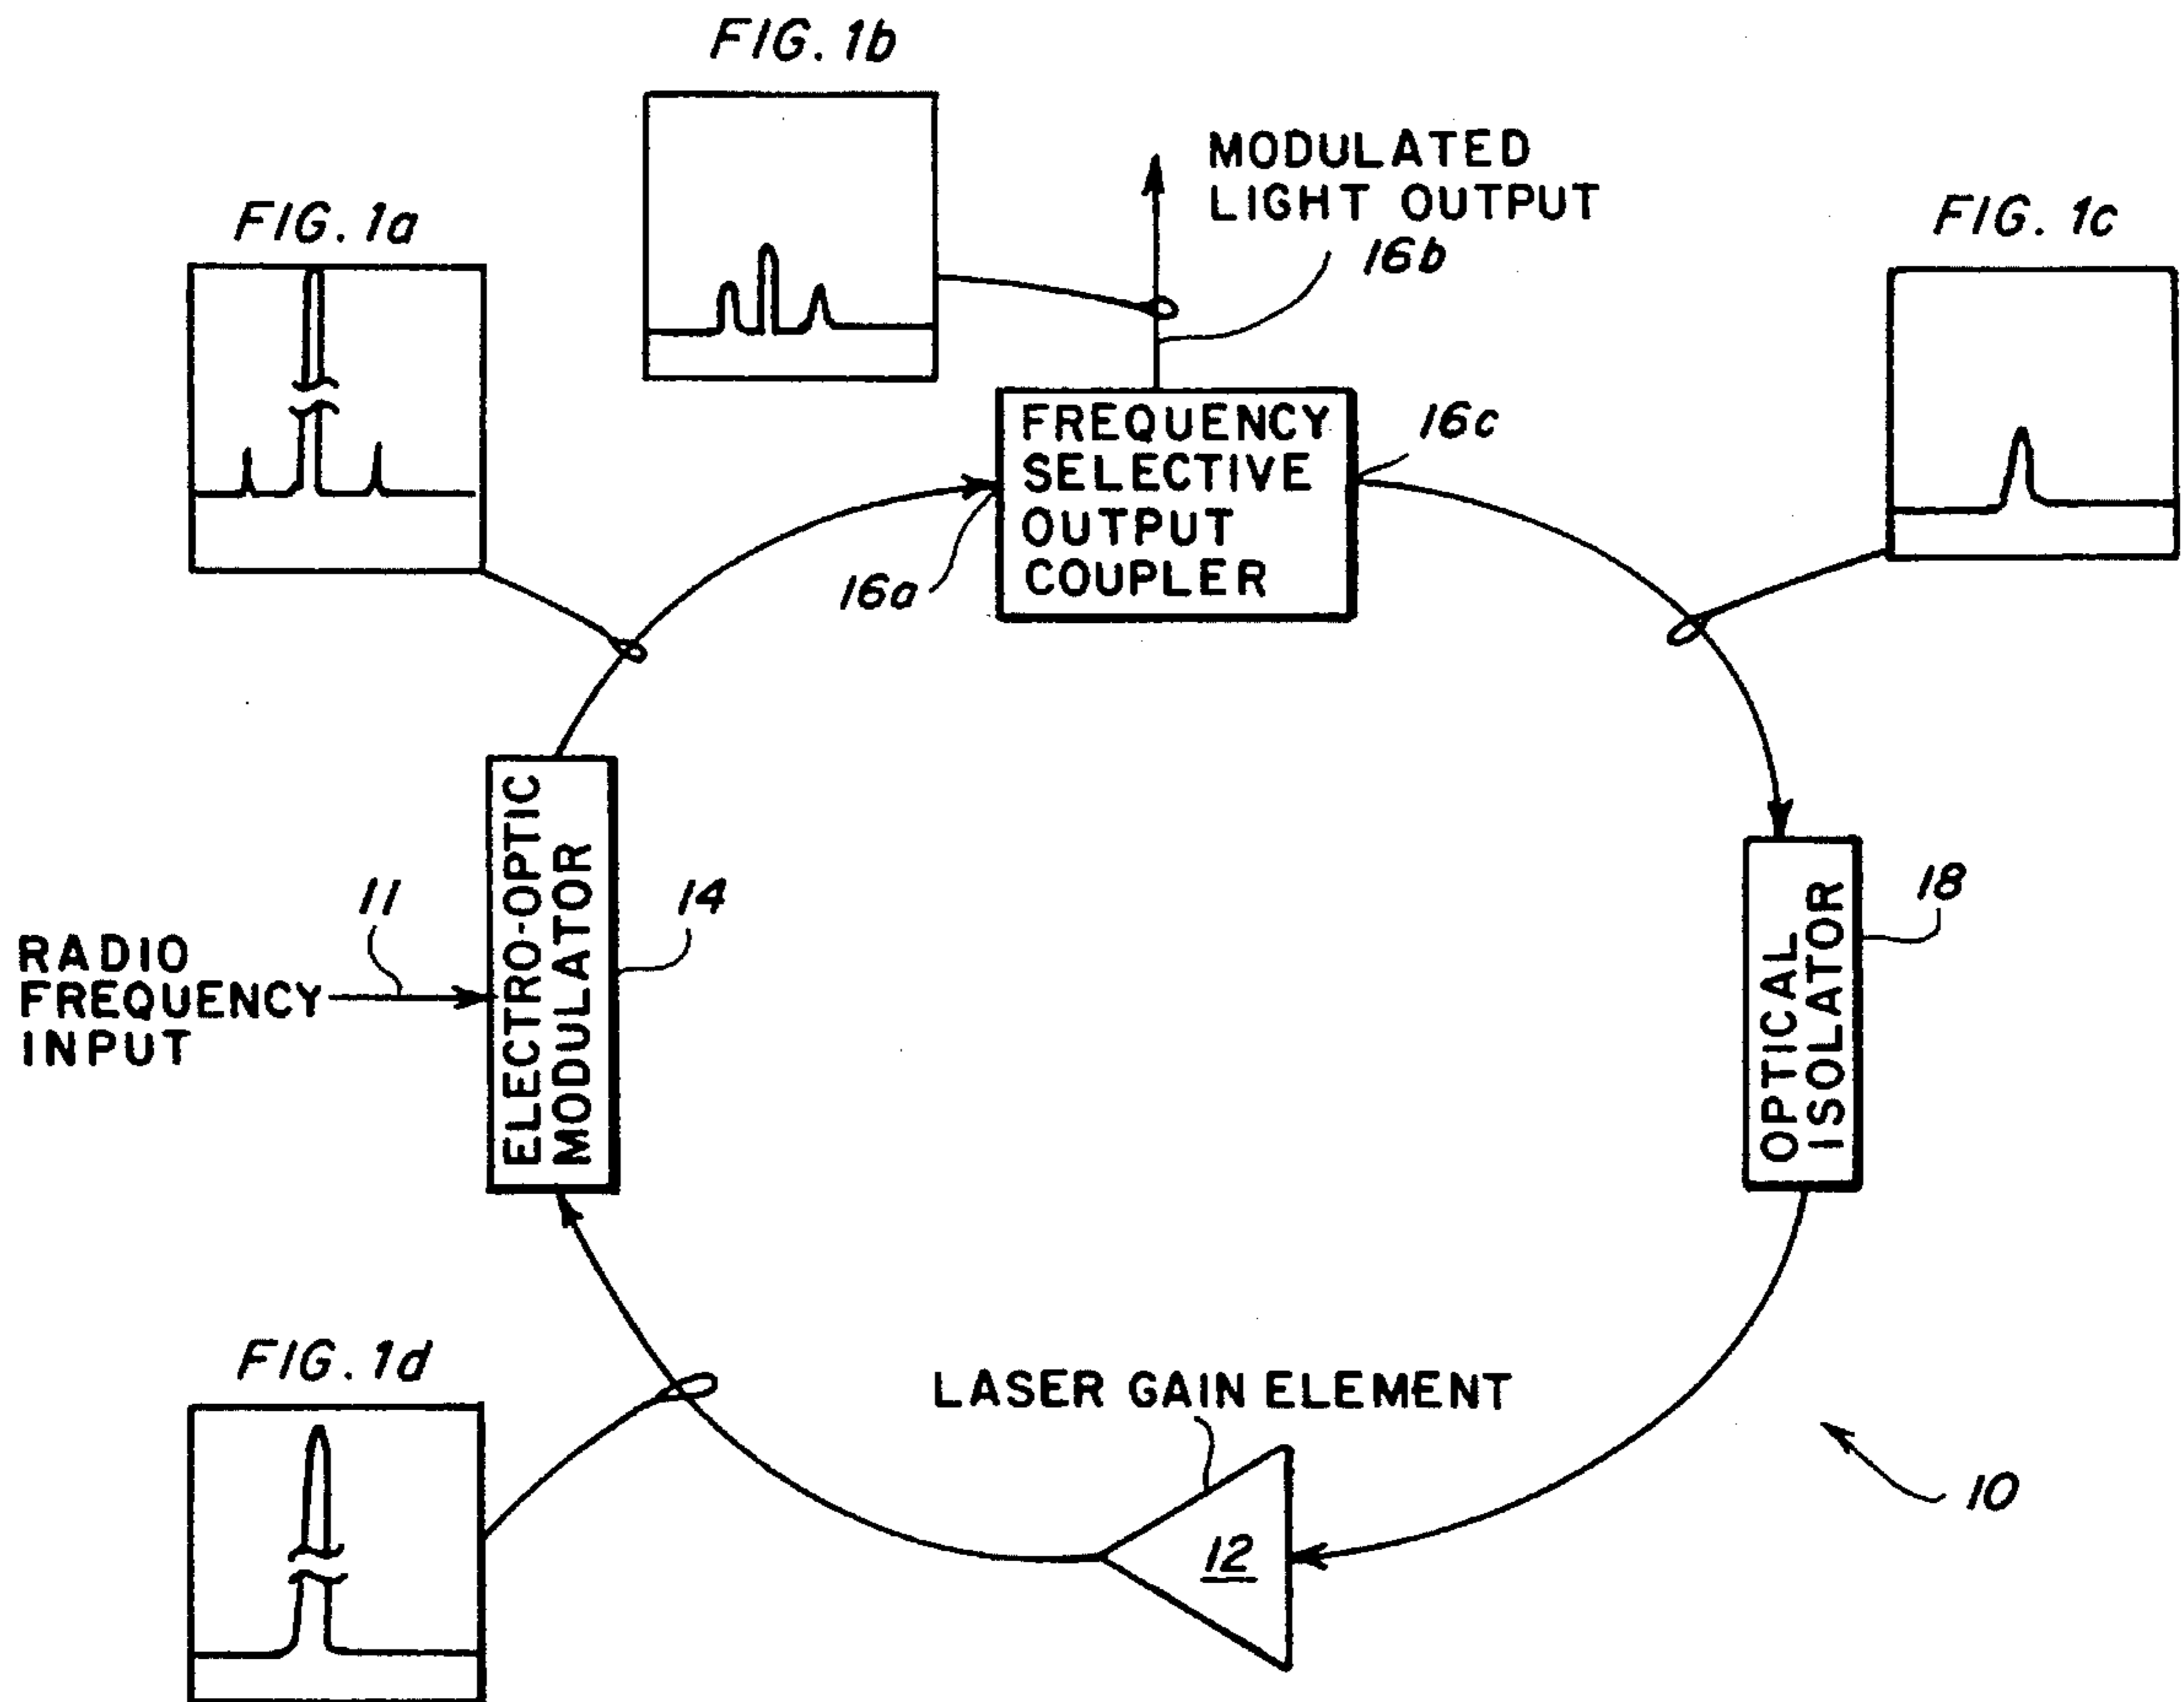 FIG. 1b
MODULATED
LIGHT OUTPUT
16b
FIG. 1a
FIG. 1c
FREQUENCY
SELECTIVE
OUTPUT
COUPLER
16c
16a
11
RADIO
FREQUENCY
INPUT
ELECTRO-OPTIC
MODULATOR
14
OPTICAL
ISOLATOR
18
FIG. 1d
LASER GAIN ELEMENT
12
10